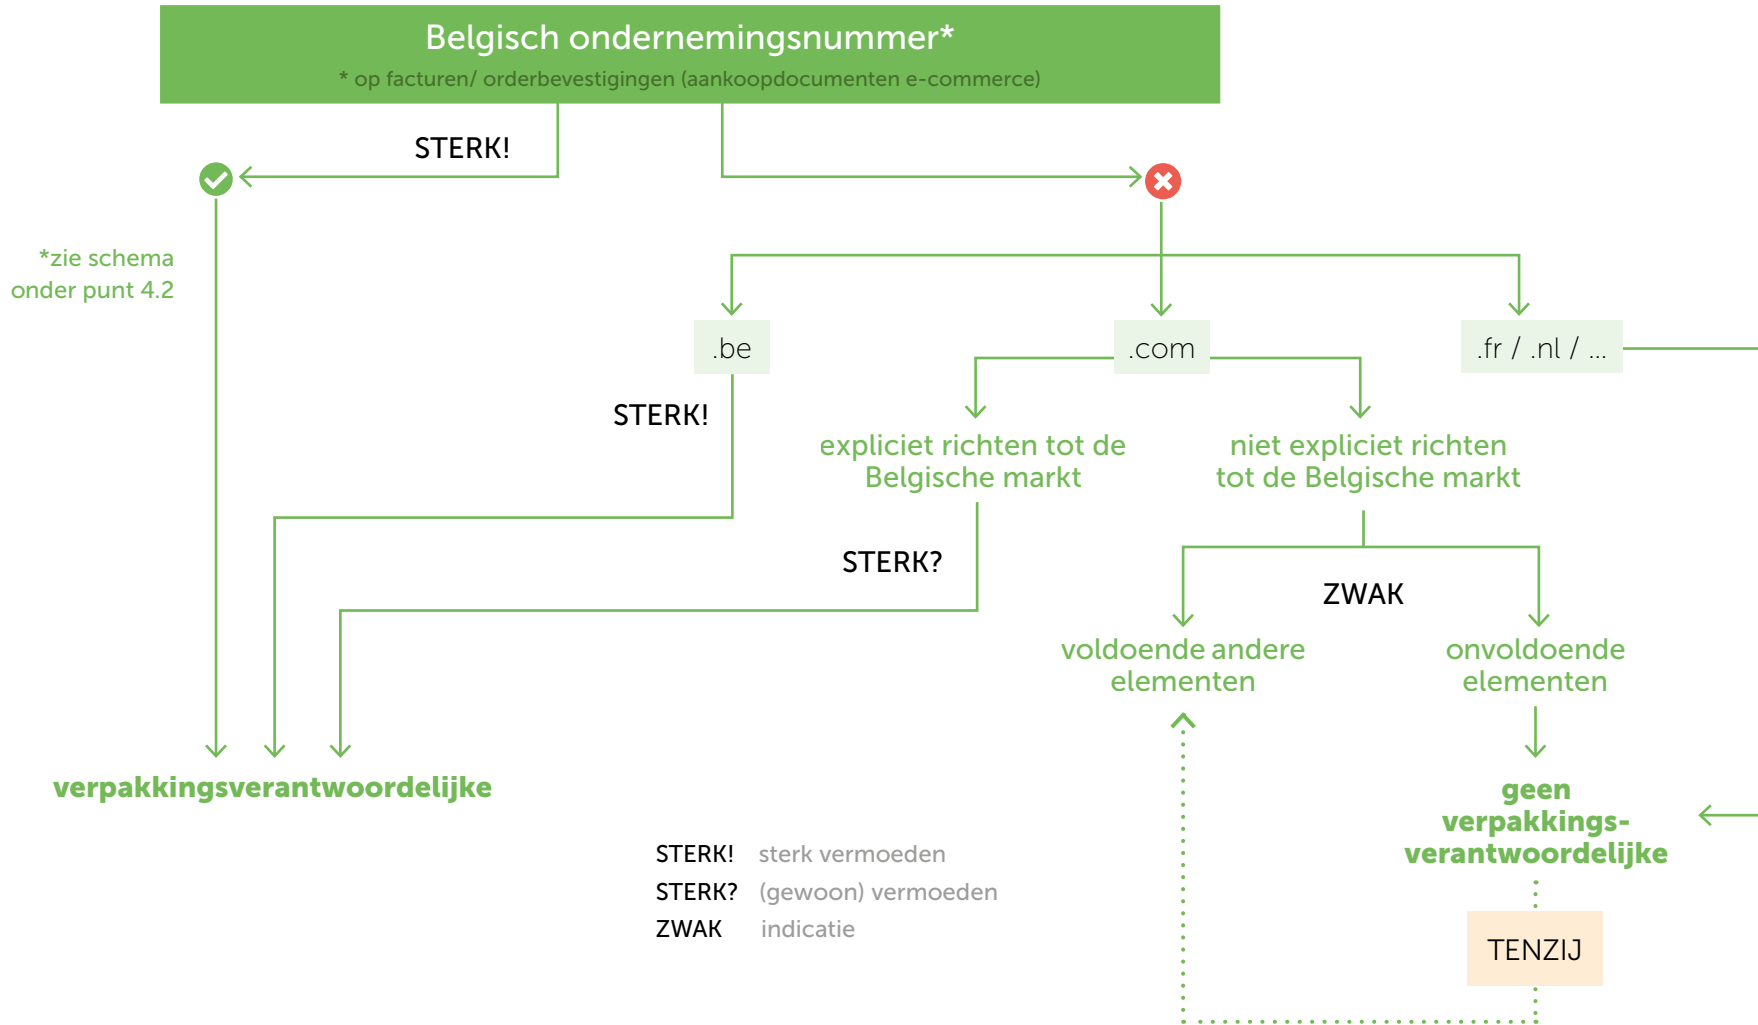 Belgisch ondernemingsnummer*
* op facturen/ orderbevestigingen (aankoopdocumenten e-commerce)
STERK!
*zie schema
onder punt 4.2
.be
.com
.fr / .nl / ...
STERK!
expliciet richten tot de
Belgische markt
niet expliciet richten
tot de Belgische markt
STERK?
ZWAK
voldoende andere
elementen
onvoldoende
elementen
verpakkingsverantwoordelijke
geen
verpakkings-
verantwoordelijke
STERK! sterk vermoeden
STERK? (gewoon) vermoeden
ZWAK indicatie
TENZIJ